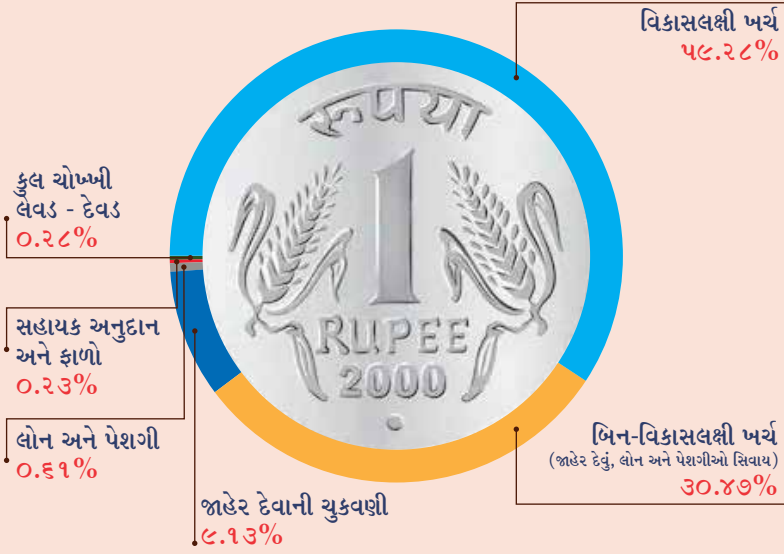 વિકાસલક્ષી ખર્ચ
૫૯.૨૮%
કુલ ચોખ્ખી
લેવડ - દેવડ
૦.૨૮%
સહાયક અનુદાન
અને ફાળો
૦.૨૩%
લોન અને પેશગી
૦.૬૧%
જાહેર દેવાની ચુકવણી
૯.૧૩%
બિન-વિકાસલક્ષી ખર્ચ
(જાહેર દેવું, લોન અને પેશગીઓ સિવાય)
૩૦.૪૭%
रूपया
1
RUPEE
2000